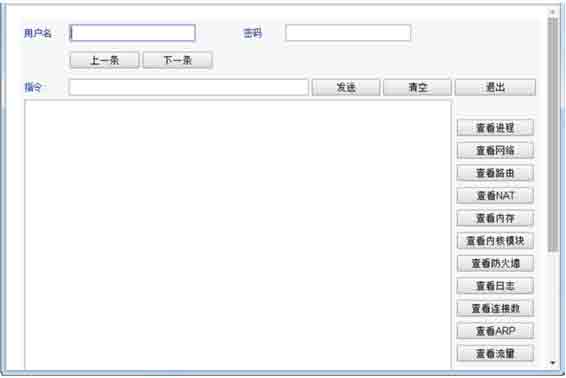 用户名 密码
上一条 下一条
指令 发送 清空 退出
查看进程
查看网络
查看路由
查看NAT
查看内存
查看内核模块
查看防火墙
查看日志
查看连接数
查看ARP
查看流量